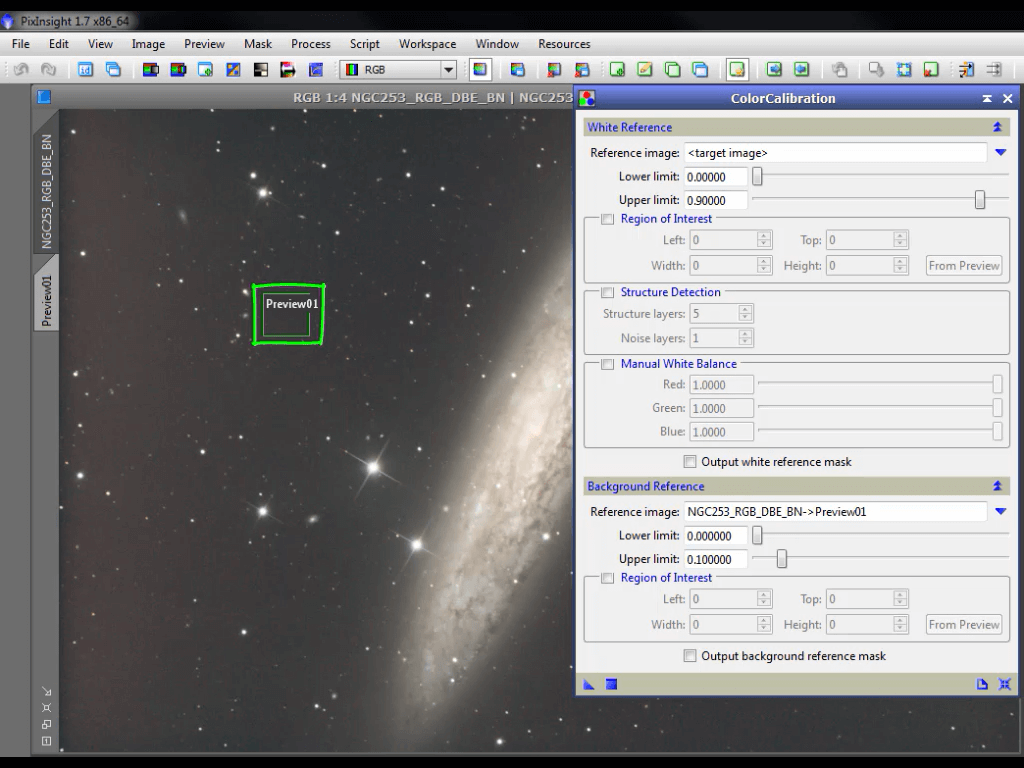 PixInsight 1.7 x86_64
File Edit View Image Preview Mask Process Script Workspace Window Resources
RGB
RGB 1:4 NGC253_RGB_DBE_BN | NGC253
NGC253_RGB_DBE_BN
Preview01
Preview01
ColorCalibration
White Reference
Reference image: <target image>
Lower limit: 0.00000
Upper limit: 0.90000
Region of Interest
Left: 0 Top: 0
Width: 0 Height: 0 From Preview
Structure Detection
Structure layers: 5
Noise layers: 1
Manual White Balance
Red: 1.0000
Green: 1.0000
Blue: 1.0000
Output white reference mask
Background Reference
Reference image: NGC253_RGB_DBE_BN->Preview01
Lower limit: 0.000000
Upper limit: 0.100000
Region of Interest
Left: 0 Top: 0
Width: 0 Height: 0 From Preview
Output background reference mask